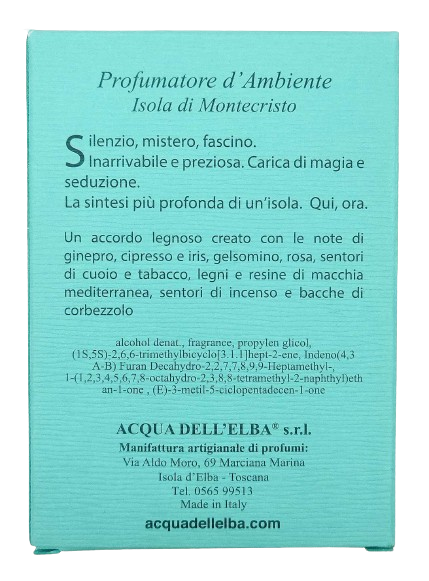 Profumatore d'Ambiente
Isola di Montecristo
Silenzio, mistero, fascino.
Inarrivabile e preziosa. Carica di magia e
seduzione.
La sintesi più profonda di un'isola. Qui, ora.
Un accordo legnoso creato con le note di
ginepro, cipresso e iris, gelsomino, rosa, sentori
di cuoio e tabacco, legni e resine di macchia
mediterranea, sentori di incenso e bacche di
corbezzolo
alcohol denat., fragrance, propylen glicol,
(1S,5S)-2,6,6-trimethylbicyclo[3.1.1]hept-2-ene, Indeno(4,3
A-B) Furan Decahydro-2,2,7,7,8,9,9-Heptamethyl-,
1-(1,2,3,4,5,6,7,8-octahydro-2,3,8,8-tetramethyl-2-naphthyl)eth
an-1-one , (E)-3-metil-5-ciclopentadecen-1-one
ACQUA DELL'ELBA® s.r.l.
Manifattura artigianale di profumi:
Via Aldo Moro, 69 Marciana Marina
Isola d'Elba - Toscana
Tel. 0565 99513
Made in Italy
acquadellelba.com